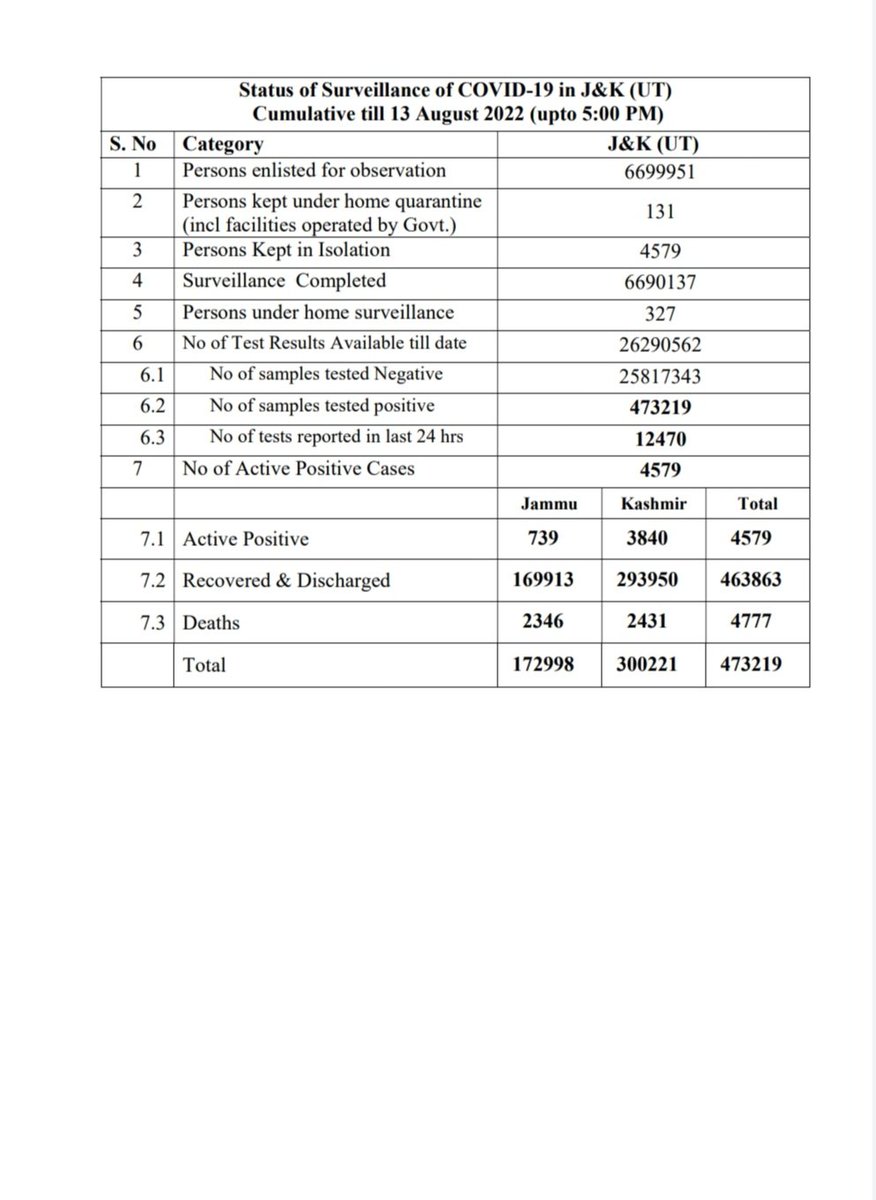 Status of Surveillance of COVID-19 in J&K (UT)
Cumulative till 13 August 2022 (upto 5:00 PM)
S. No Category J&K (UT)
1 Persons enlisted for observation 6699951
2 Persons kept under home quarantine
(incl facilities operated by Govt.) 131
3 Persons Kept in Isolation 4579
4 Surveillance Completed 6690137
5 Persons under home surveillance 327
6 No of Test Results Available till date 26290562
6.1 No of samples tested Negative 25817343
6.2 No of samples tested positive 473219
6.3 No of tests reported in last 24 hrs 12470
7 No of Active Positive Cases 4579
Jammu Kashmir Total
7.1 Active Positive 739 3840 4579
7.2 Recovered & Discharged 169913 293950 463863
7.3 Deaths 2346 2431 4777
Total 172998 300221 473219